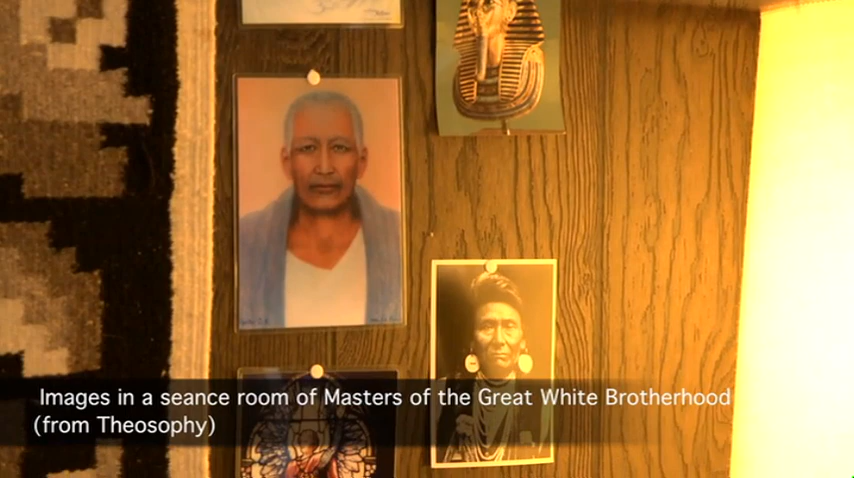 Images in a seance room of Masters of the Great White Brotherhood
(from Theosophy)